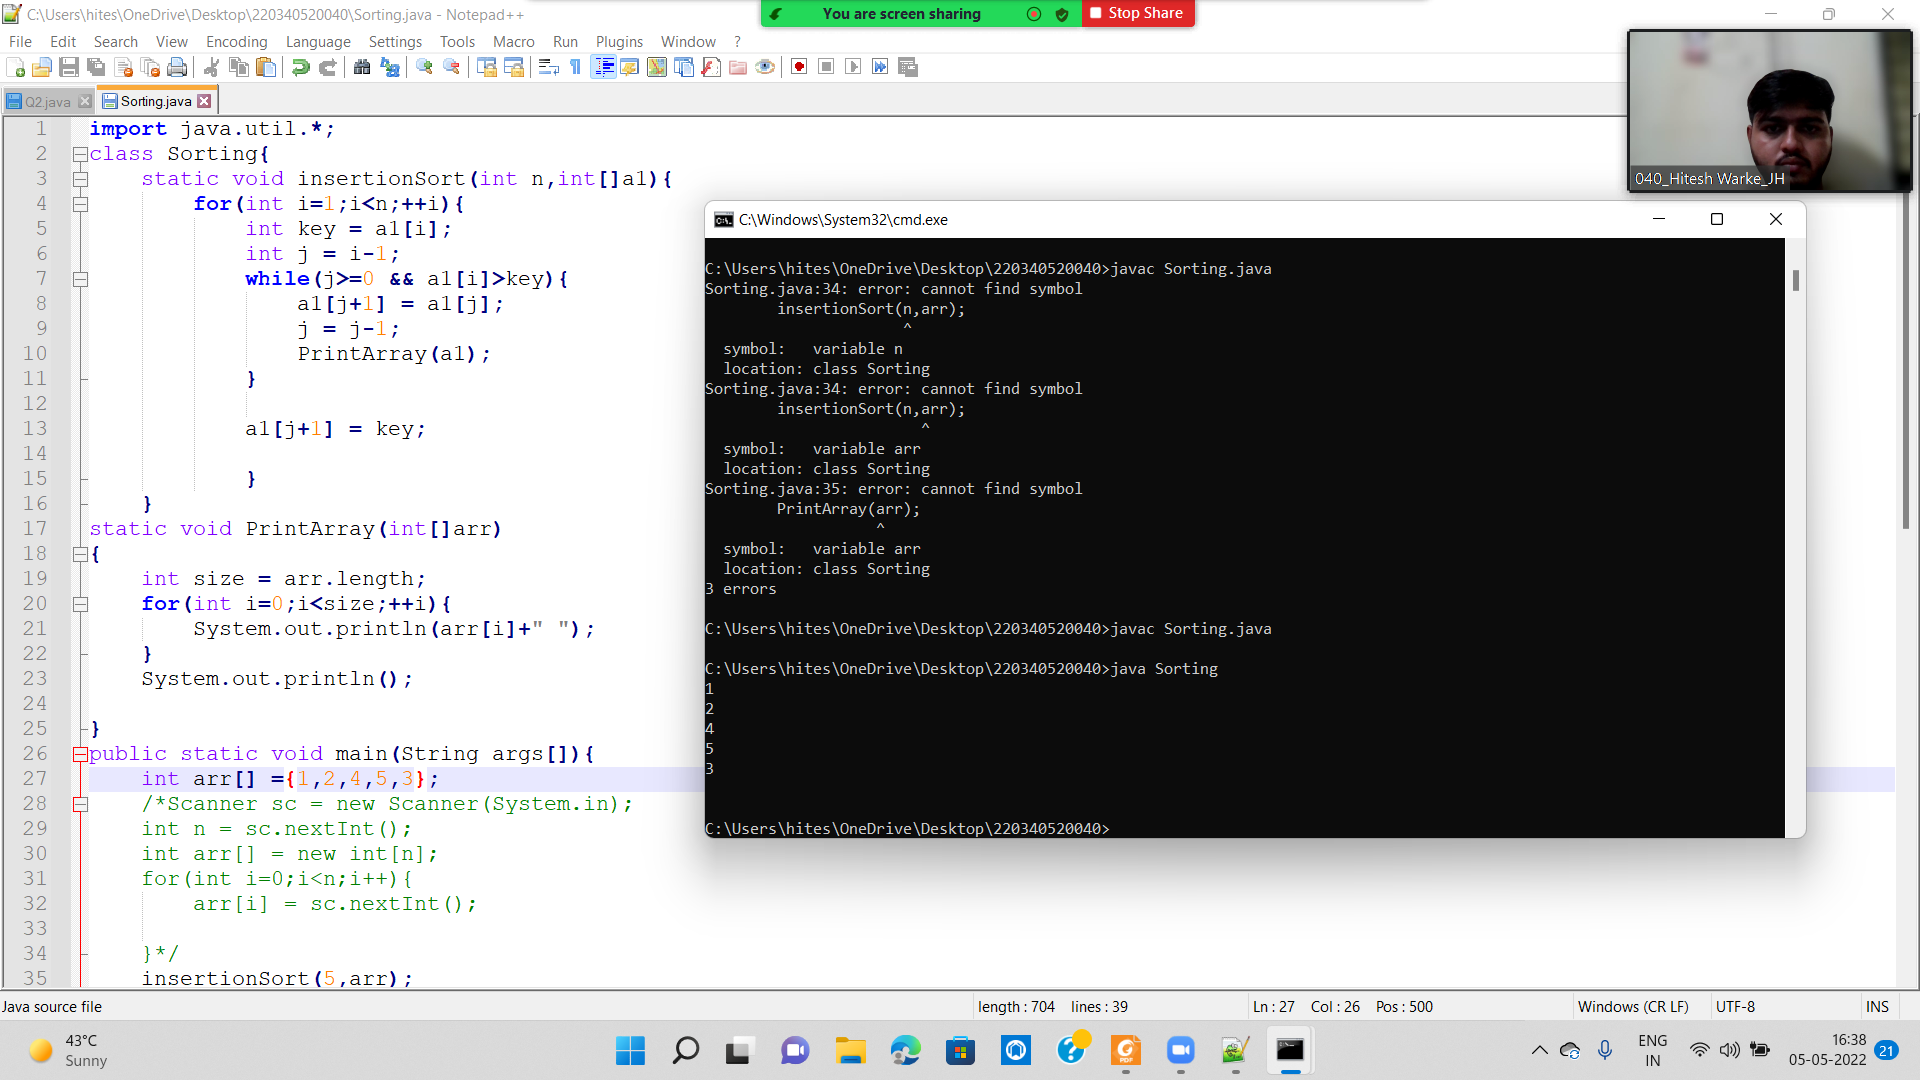 C:\Users\hites\OneDrive\Desktop\220340520040\Sorting.java - Notepad++
You are screen sharing
Stop Share
File Edit Search View Encoding Language Settings Tools Macro Run Plugins Window ?
Q2.java
Sorting.java
040_Hitesh Warke_JH
1 import java.util.*;
2 class Sorting{
3 static void insertionSort(int n,int[]a1){
4 for(int i=1;i<n;++i){
5 int key = a1[i];
6 int j = i-1;
7 while(j>=0 && a1[i]>key){
8 a1[j+1] = a1[j];
9 j = j-1;
10 PrintArray(a1);
11 }
12
13 a1[j+1] = key;
14
15 }
16 }
17 static void PrintArray(int[]arr)
18 {
19 int size = arr.length;
20 for(int i=0;i<size;++i){
21 System.out.println(arr[i]+" ");
22 }
23 System.out.println();
24
25 }
26 public static void main(String args[]){
27 int arr[] ={1,2,4,5,3};
28 /*Scanner sc = new Scanner(System.in);
29 int n = sc.nextInt();
30 int arr[] = new int[n];
31 for(int i=0;i<n;i++){
32 arr[i] = sc.nextInt();
33
34 }*/
35 insertionSort(5,arr);
C:\Windows\System32\cmd.exe
C:\Users\hites\OneDrive\Desktop\220340520040>javac Sorting.java
Sorting.java:34: error: cannot find symbol
insertionSort(n,arr);
^
symbol: variable n
location: class Sorting
Sorting.java:34: error: cannot find symbol
insertionSort(n,arr);
^
symbol: variable arr
location: class Sorting
Sorting.java:35: error: cannot find symbol
PrintArray(arr);
^
symbol: variable arr
location: class Sorting
3 errors
C:\Users\hites\OneDrive\Desktop\220340520040>javac Sorting.java
C:\Users\hites\OneDrive\Desktop\220340520040>java Sorting
1
2
4
5
3
C:\Users\hites\OneDrive\Desktop\220340520040>
Java source file
length : 704 lines : 39
Ln : 27 Col : 26 Pos : 500
Windows (CR LF)
UTF-8
INS
43°C
Sunny
ENG
IN
16:38
05-05-2022
21